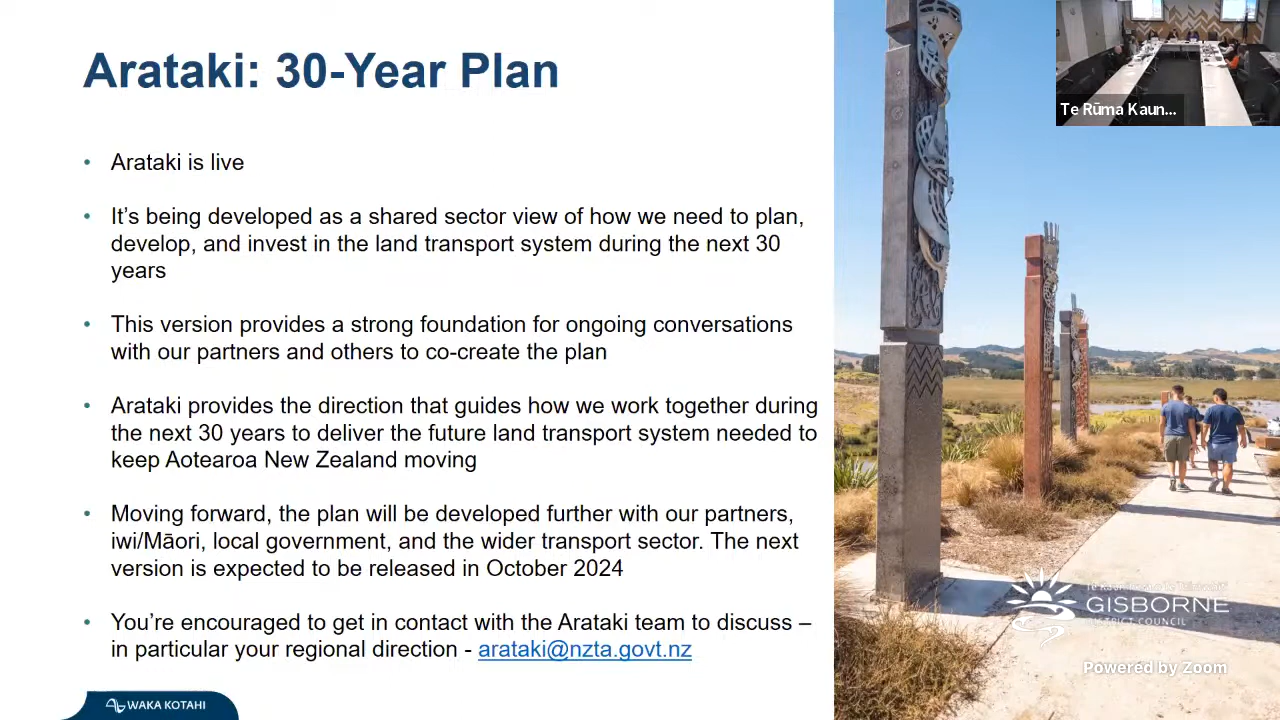 Arataki: 30-Year Plan
Te Rūma Kaun...
• Arataki is live
• It’s being developed as a shared sector view of how we need to plan,
develop, and invest in the land transport system during the next 30
years
• This version provides a strong foundation for ongoing conversations
with our partners and others to co-create the plan
• Arataki provides the direction that guides how we work together during
the next 30 years to deliver the future land transport system needed to
keep Aotearoa New Zealand moving
• Moving forward, the plan will be developed further with our partners,
iwi/Māori, local government, and the wider transport sector. The next
version is expected to be released in October 2024
• You’re encouraged to get in contact with the Arataki team to discuss –
in particular your regional direction - arataki@nzta.govt.nz
GISBORNE
DISTRICT COUNCIL
Powered by Zoom
WAKA KOTAHI